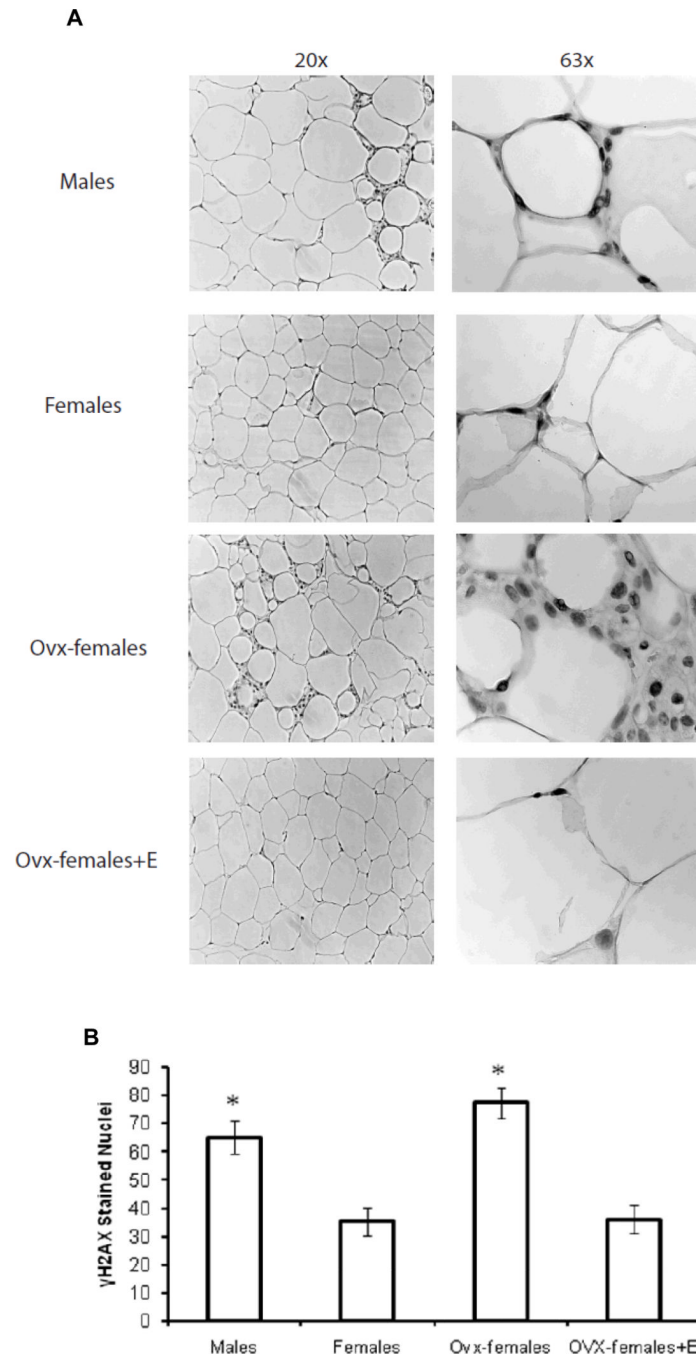 A
20x 63x
Males
Females
Ovx-females
Ovx-females+E
B
γH2AX Stained Nuclei
90
80
70
60
50
40
30
20
10
0
*
*
Males Females Ovx-females OVX-females+E